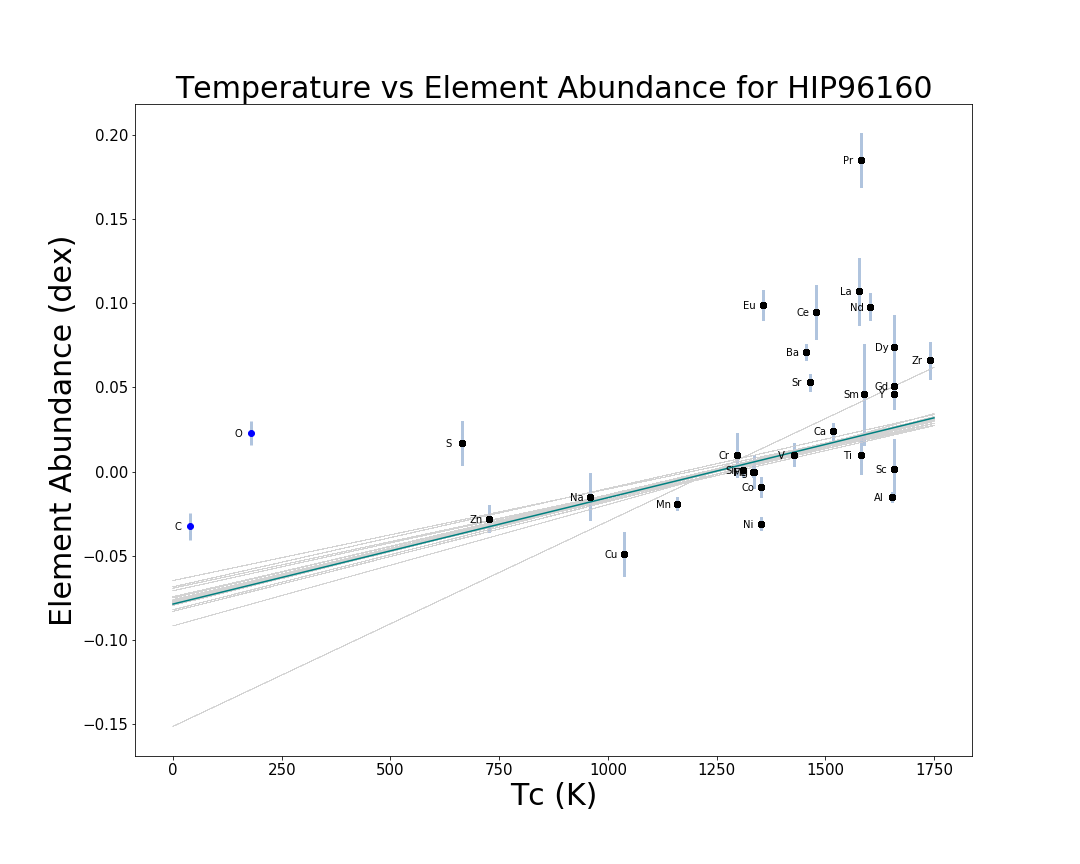 Temperature vs Element Abundance for HIP96160
Element Abundance (dex)
0.20
0.15
0.10
0.05
0.00
−0.05
−0.10
−0.15
Pr
La
Nd
Eu
Ce
Dy
Ba
Zr
Sr
Gd
Sm
Y
O
Ca
S
Cr
V
Ti
Sc
Co
Na
Al
Mn
Zn
Ni
C
Cu
0 250 500 750 1000 1250 1500 1750
Tc (K)